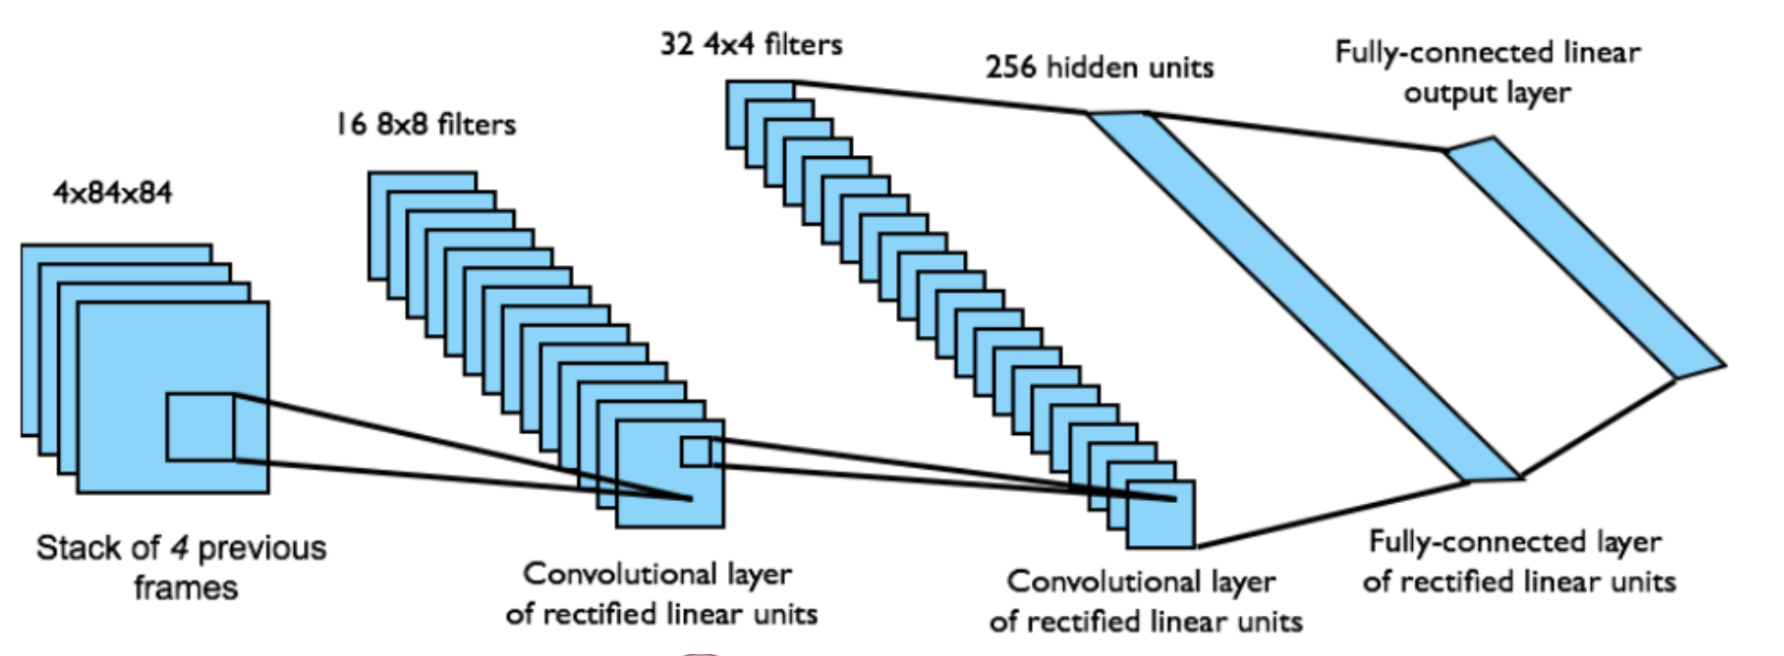 4x84x84
Stack of 4 previous
frames
16 8x8 filters
Convolutional layer
of rectified linear units
32 4x4 filters
Convolutional layer
of rectified linear units
256 hidden units
Fully-connected layer
of rectified linear units
Fully-connected linear
output layer